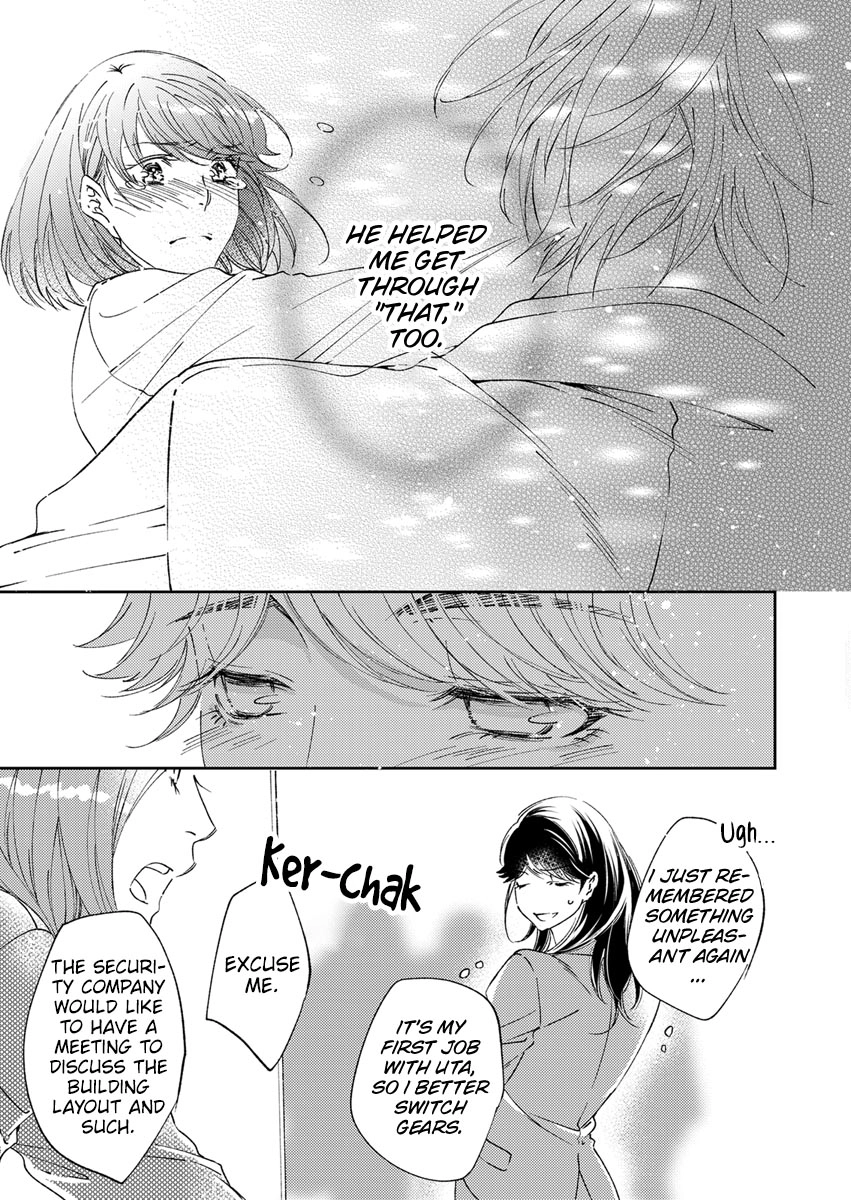 HE HELPED
ME GET
THROUGH
"THAT,"
TOO.
Ugh...
I JUST RE-
MEMBERED
SOMETHING
UNPLEAS-
ANT AGAIN
...
IT'S MY
FIRST JOB
WITH UTA,
SO I BETTER
SWITCH
GEARS.
Ker-Chak
EXCUSE
ME.
THE SECURI-
TY COMPANY
WOULD LIKE
TO HAVE A
MEETING TO
DISCUSS THE
BUILDING
LAYOUT AND
SUCH.